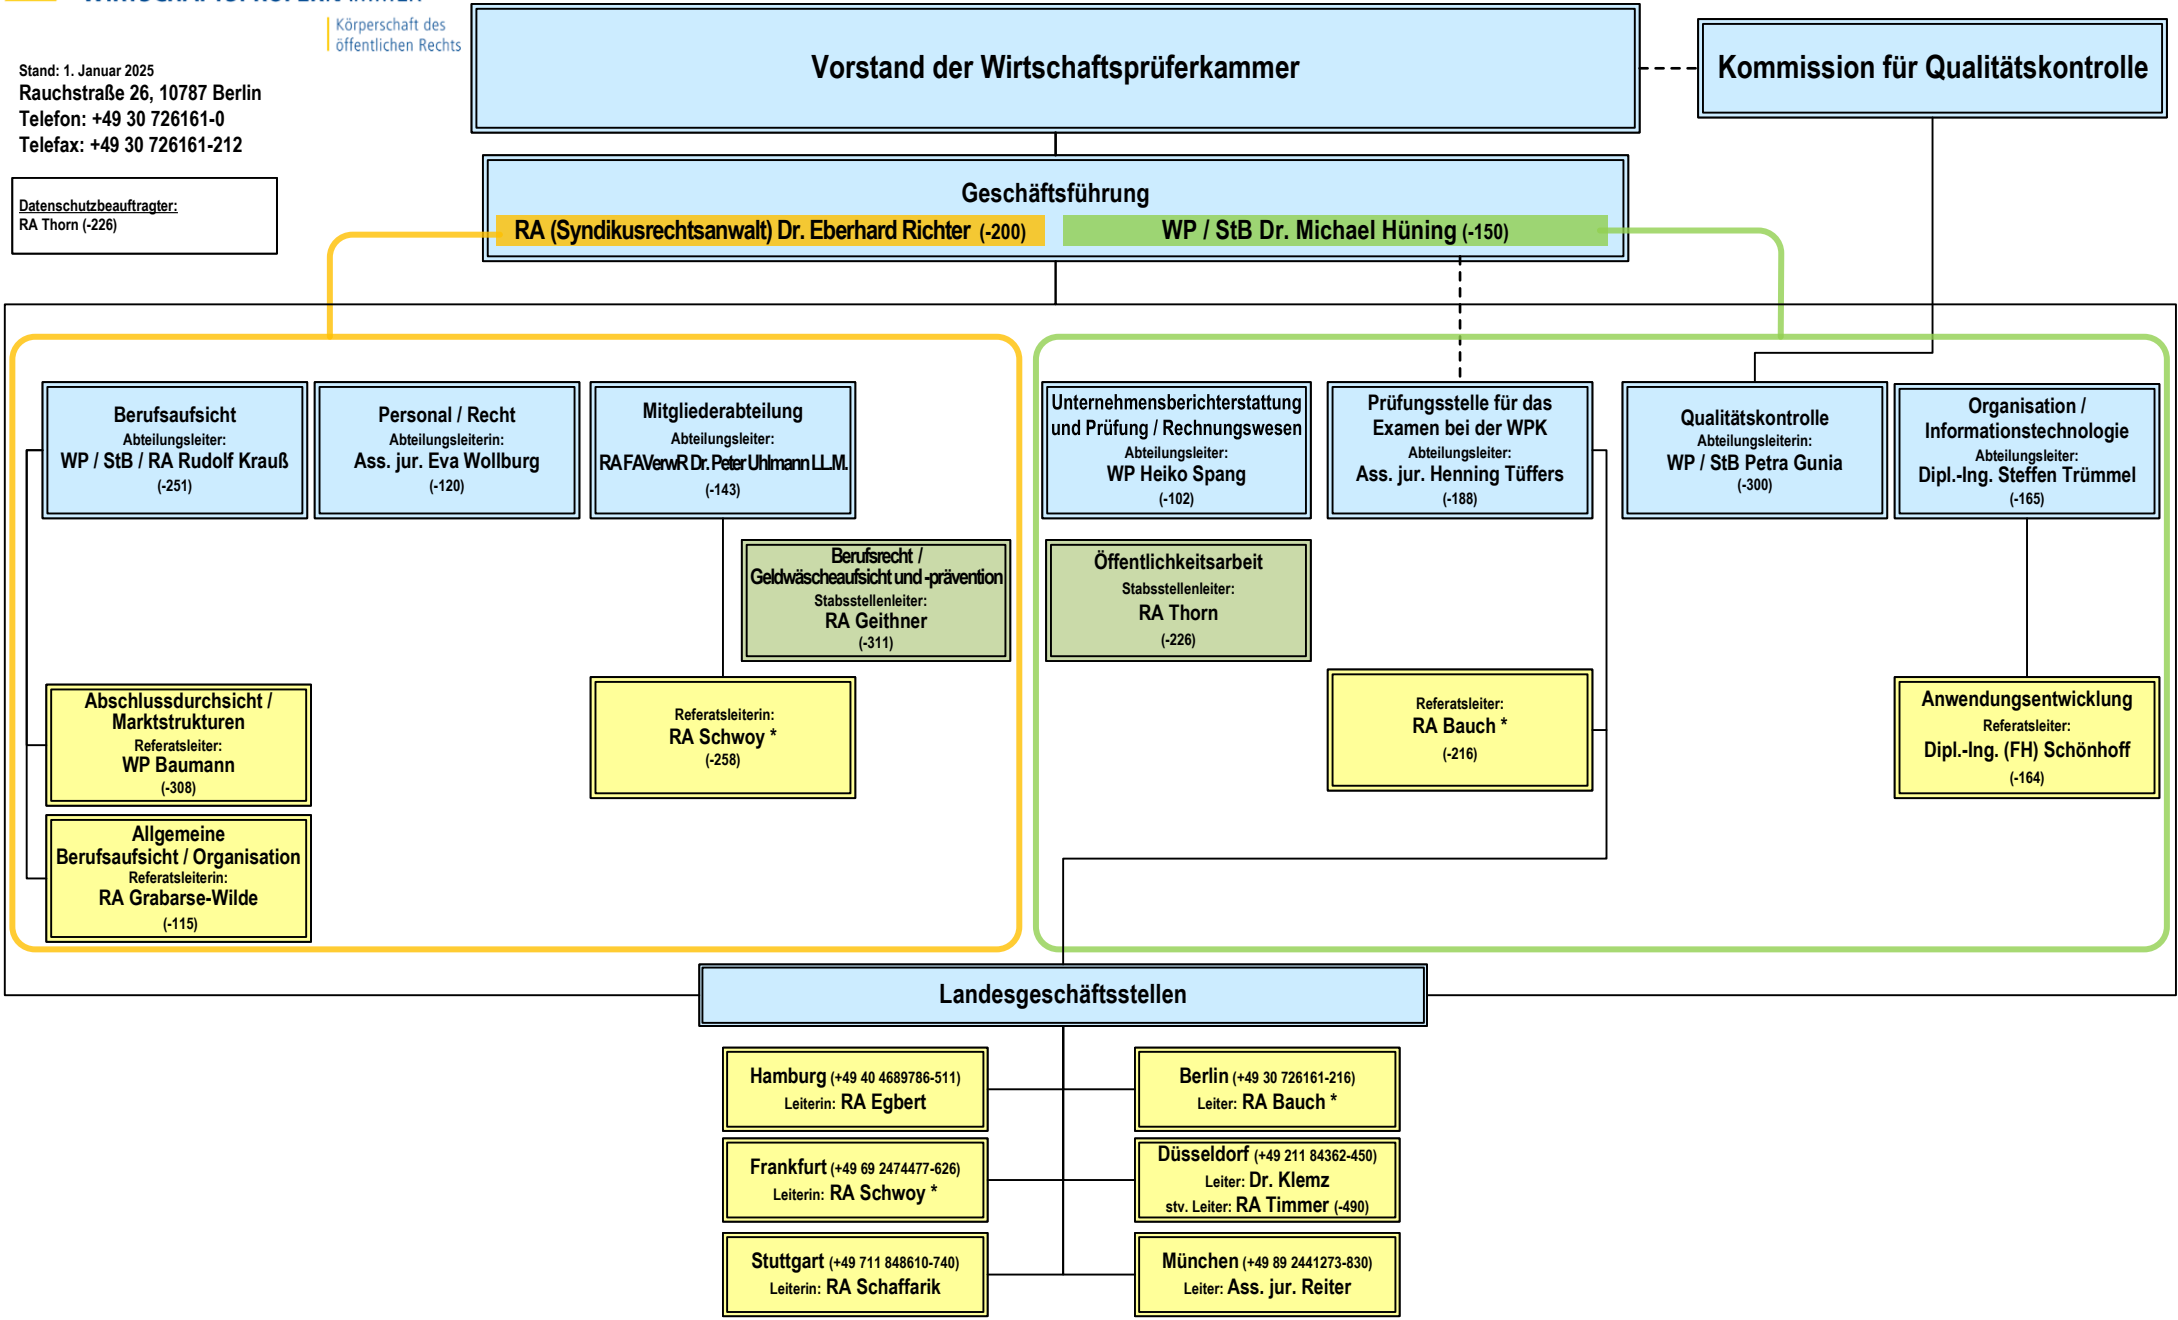 Körperschaft des
öffentlichen Rechts
Stand: 1. Januar 2025
Rauchstraße 26, 10787 Berlin
Telefon: +49 30 726161-0
Telefax: +49 30 726161-212
Datenschutzbeauftragter:
RA Thorn (-226)
Vorstand der Wirtschaftsprüferkammer
Kommission für Qualitätskontrolle
Geschäftsführung
RA (Syndikusrechtsanwalt) Dr. Eberhard Richter (-200)
WP / StB Dr. Michael Hüning (-150)
Berufsaufsicht
Abteilungsleiter:
WP / StB / RA Rudolf Krauß
(-251)
Personal / Recht
Abteilungsleiterin:
Ass. jur. Eva Wollburg
(-120)
Mitgliederabteilung
Abteilungsleiter:
RA FAVerwR Dr. Peter Uhlmann LL.M.
(-143)
Unternehmensberichterstattung
und Prüfung / Rechnungswesen
Abteilungsleiter:
WP Heiko Spang
(-102)
Prüfungsstelle für das
Examen bei der WPK
Abteilungsleiter:
Ass. jur. Henning Tüffers
(-188)
Qualitätskontrolle
Abteilungsleiterin:
WP / StB Petra Gunia
(-300)
Organisation /
Informationstechnologie
Abteilungsleiter:
Dipl.-Ing. Steffen Trümmel
(-165)
Berufsrecht /
Geldwäscheaufsicht und -prävention
Stabsstellenleiter:
RA Geithner
(-311)
Öffentlichkeitsarbeit
Stabsstellenleiter:
RA Thorn
(-226)
Abschlussdurchsicht /
Marktstrukturen
Referatsleiter:
WP Baumann
(-308)
Referatsleiterin:
RA Schwoy *
(-258)
Referatsleiter:
RA Bauch *
(-216)
Anwendungsentwicklung
Referatsleiter:
Dipl.-Ing. (FH) Schönhoff
(-164)
Allgemeine
Berufsaufsicht / Organisation
Referatsleiterin:
RA Grabarse-Wilde
(-115)
Landesgeschäftsstellen
Hamburg (+49 40 4689786-511)
Leiterin: RA Egbert
Berlin (+49 30 726161-216)
Leiter: RA Bauch *
Frankfurt (+49 69 2474477-626)
Leiterin: RA Schwoy *
Düsseldorf (+49 211 84362-450)
Leiter: Dr. Klemz
stv. Leiter: RA Timmer (-490)
Stuttgart (+49 711 848610-740)
Leiterin: RA Schaffarik
München (+49 89 2441273-830)
Leiter: Ass. jur. Reiter